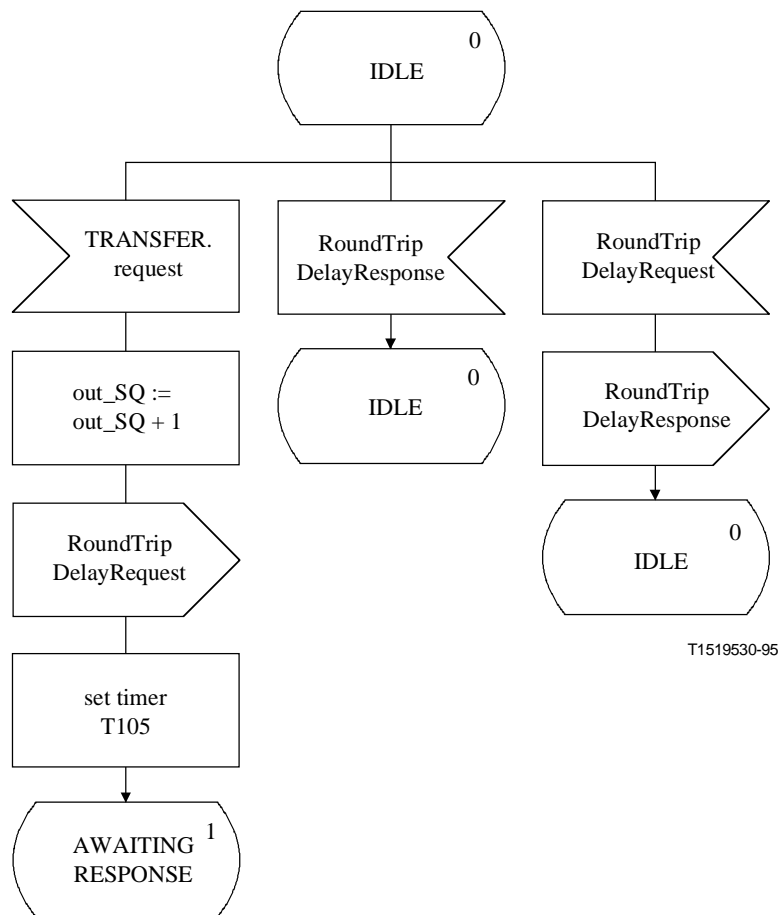 0
IDLE
TRANSFER.
request
RoundTrip
DelayResponse
RoundTrip
DelayRequest
out_SQ :=
out_SQ + 1
0
IDLE
RoundTrip
DelayResponse
RoundTrip
DelayRequest
0
IDLE
T1519530-95
set timer
T105
1
AWAITING
RESPONSE